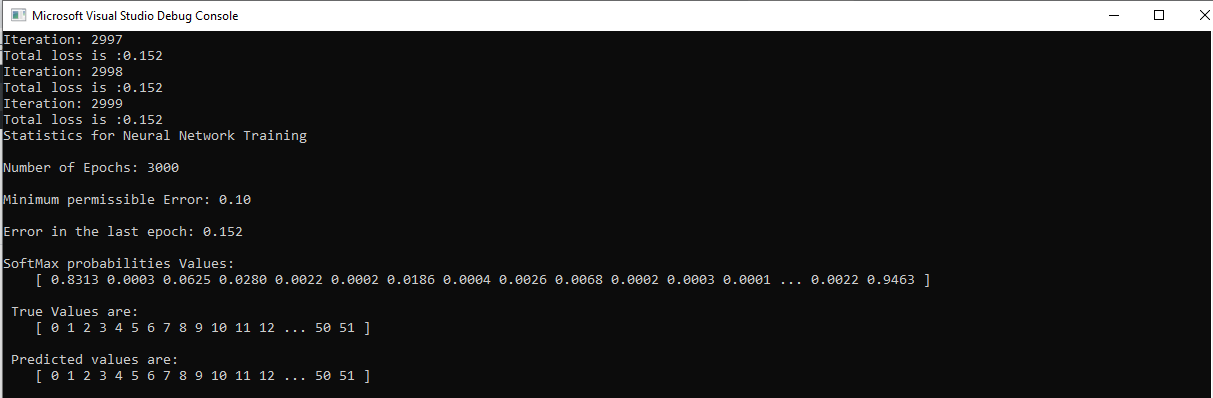 Microsoft Visual Studio Debug Console
Iteration: 2997
Total loss is :0.152
Iteration: 2998
Total loss is :0.152
Iteration: 2999
Total loss is :0.152
Statistics for Neural Network Training
Number of Epochs: 3000
Minimum permissible Error: 0.10
Error in the last epoch: 0.152
SoftMax probabilities Values:
[ 0.8313 0.0003 0.0625 0.0280 0.0022 0.0002 0.0186 0.0004 0.0026 0.0068 0.0002 0.0003 0.0001 ... 0.0022 0.9463 ]
True Values are:
[ 0 1 2 3 4 5 6 7 8 9 10 11 12 ... 50 51 ]
Predicted values are:
[ 0 1 2 3 4 5 6 7 8 9 10 11 12 ... 50 51 ]